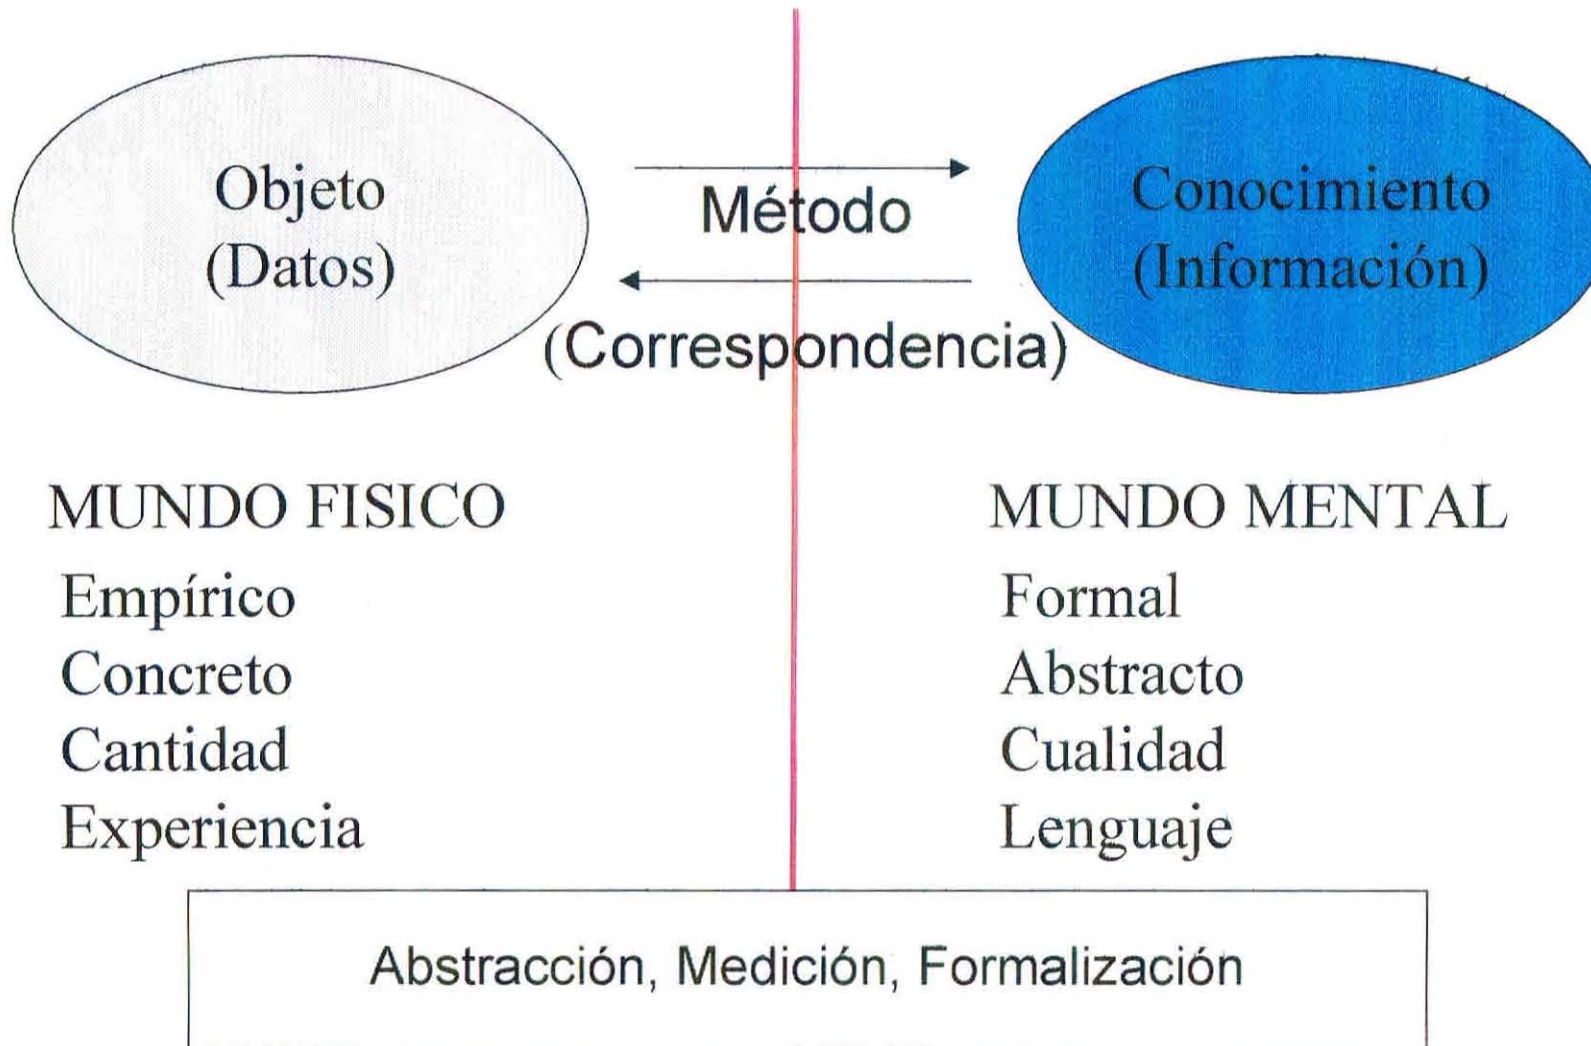 Objeto
(Datos)
Método
(Correspondencia)
Conocimiento
(Información)
MUNDO FISICO
Empírico
Concreto
Cantidad
Experiencia
MUNDO MENTAL
Formal
Abstracto
Cualidad
Lenguaje
Abstracción, Medición, Formalización